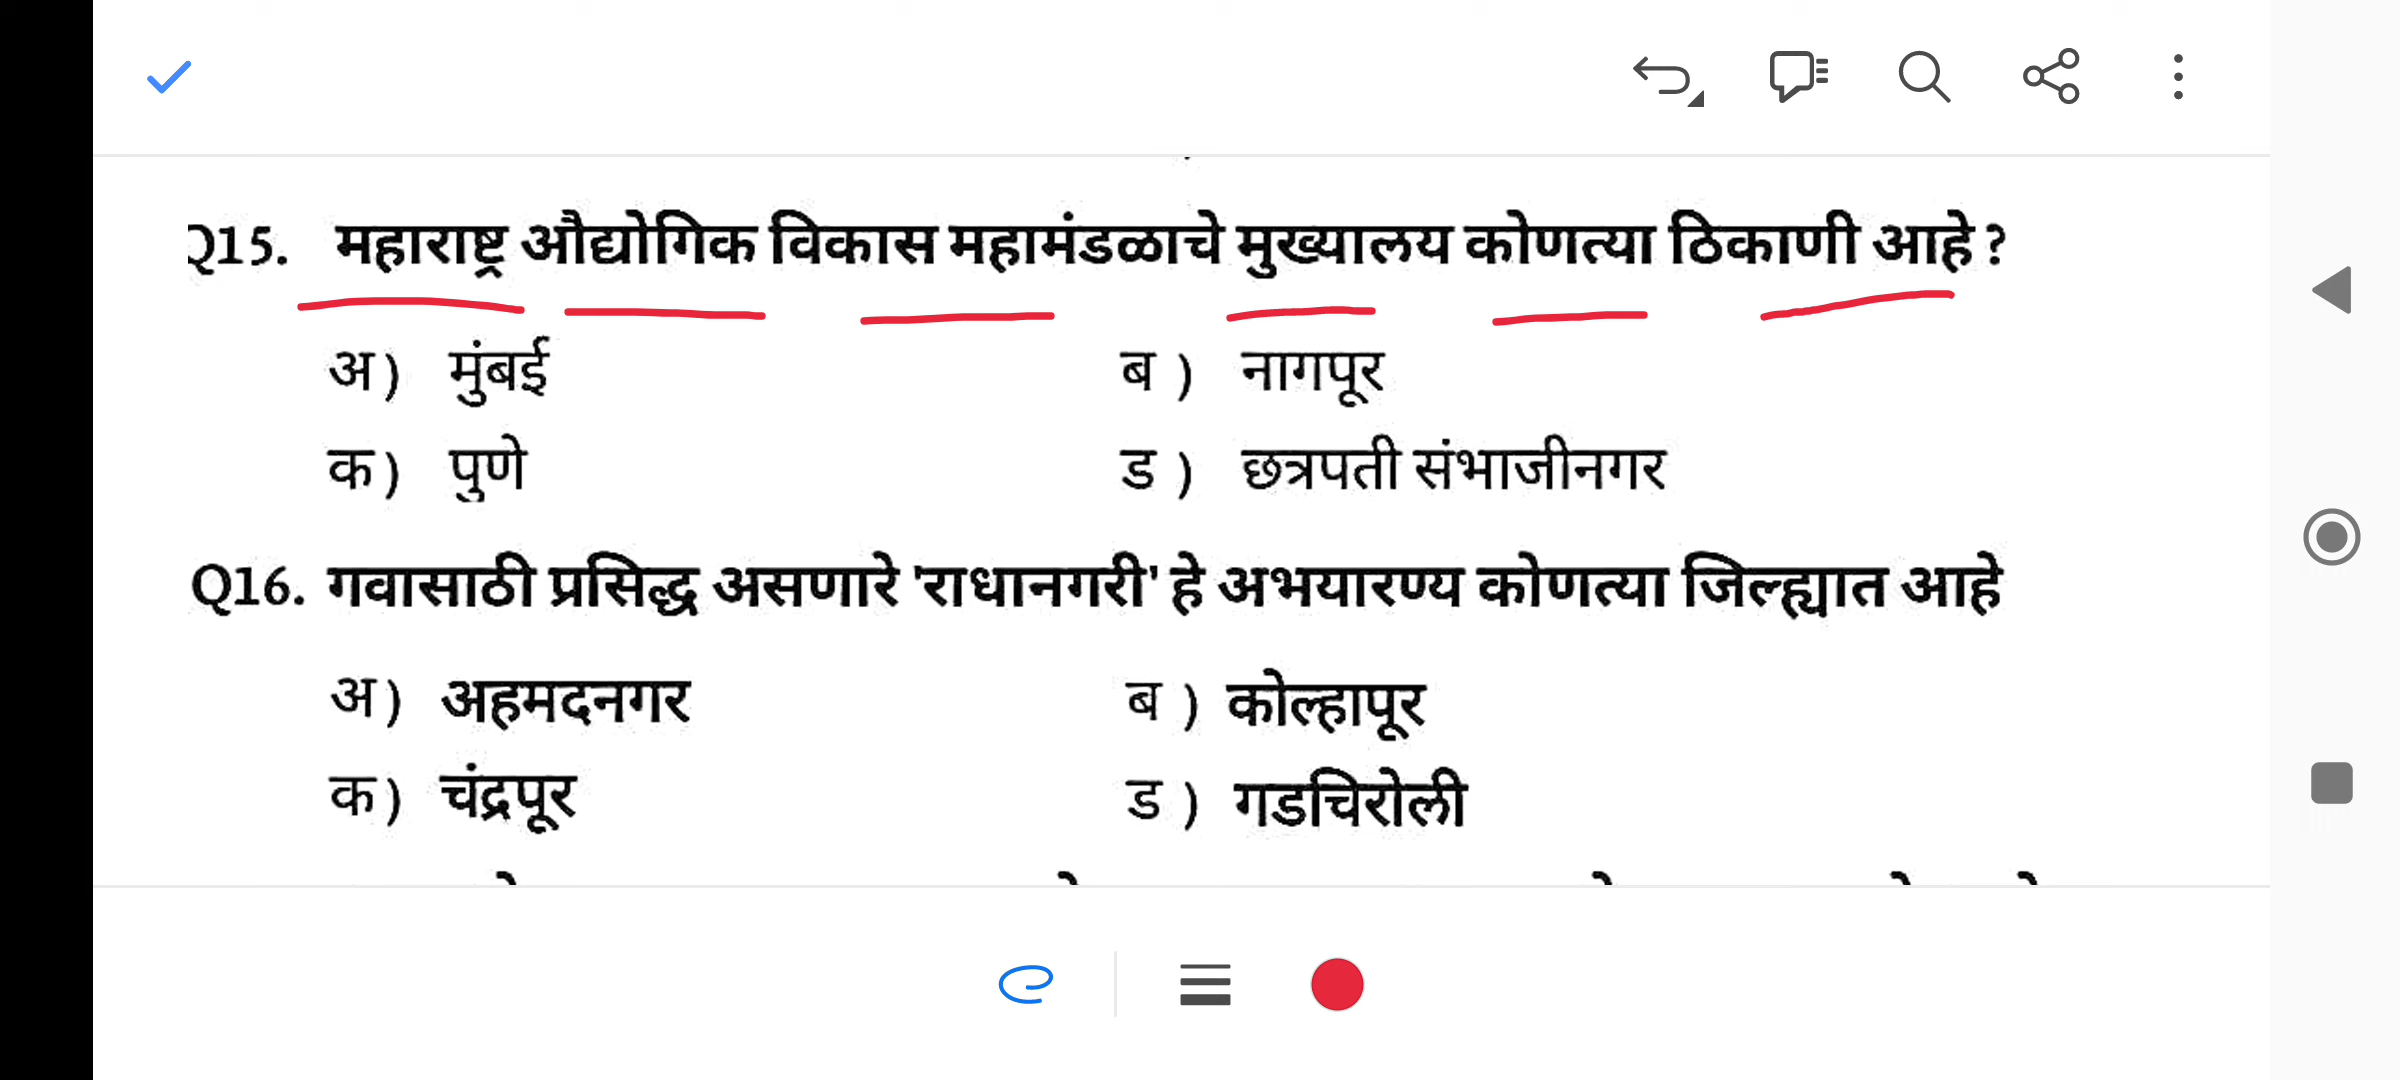 Q15. महाराष्ट्र औद्योगिक विकास महामंडळाचे मुख्यालय कोणत्या ठिकाणी आहे ?
अ) मुंबई ब ) नागपूर
क) पुणे ड ) छत्रपती संभाजीनगर
Q16. गवासाठी प्रसिद्ध असणारे 'राधानगरी' हे अभयारण्य कोणत्या जिल्ह्यात आहे
अ) अहमदनगर ब ) कोल्हापूर
क) चंद्रपूर ड ) गडचिरोली